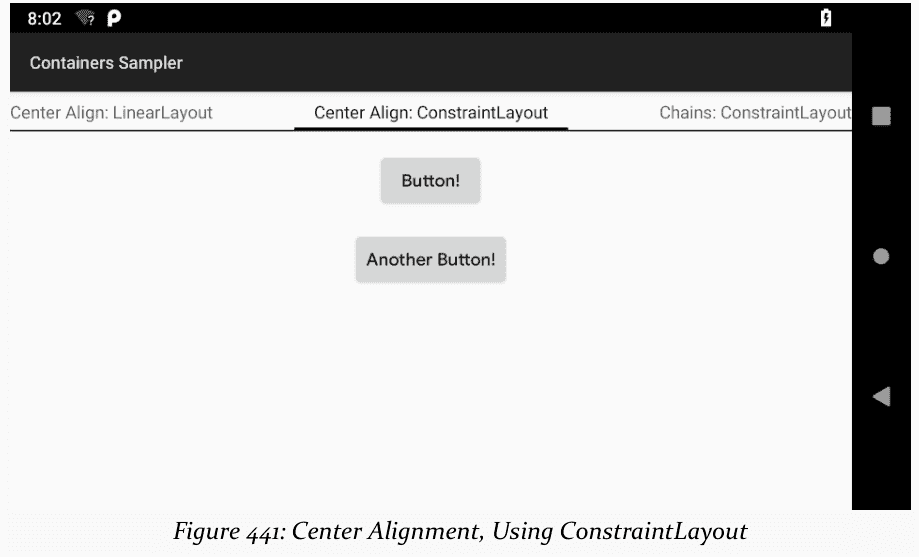 8:02
Containers Sampler
Center Align: LinearLayout Center Align: ConstraintLayout Chains: ConstraintLayout
Button!
Another Button!
Figure 441: Center Alignment, Using ConstraintLayout